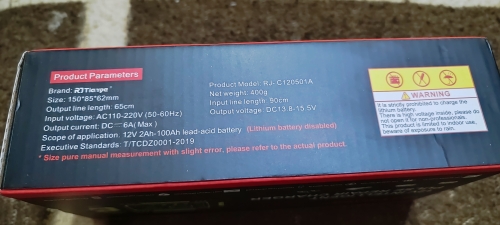 Product Parameters
Brand: RJTianye
Size: 150*85*62mm
Output line length: 65cm
Input voltage: AC110-220V (50-60Hz)
Output current: DC 6A( Max )
Scope of application. 12V 2Ah-100Ah lead-acid battery (Lithium battery disabled)
Executive Standards: T/TCDZ0001-2019
* Size pure manual measurement with slight error, please refer to the actual product.
Product Model: RJ- C120501A
Net weight: 400g
Input line length: 90cm
Output voltage: DC13.8-15.5V
WARNING
It is strictly prohibited to charge the
lithium battery.
There is high voltage inside, please do
not open it for non-professionals.
This product is limited to indoor use,
beware of exposure to rain.